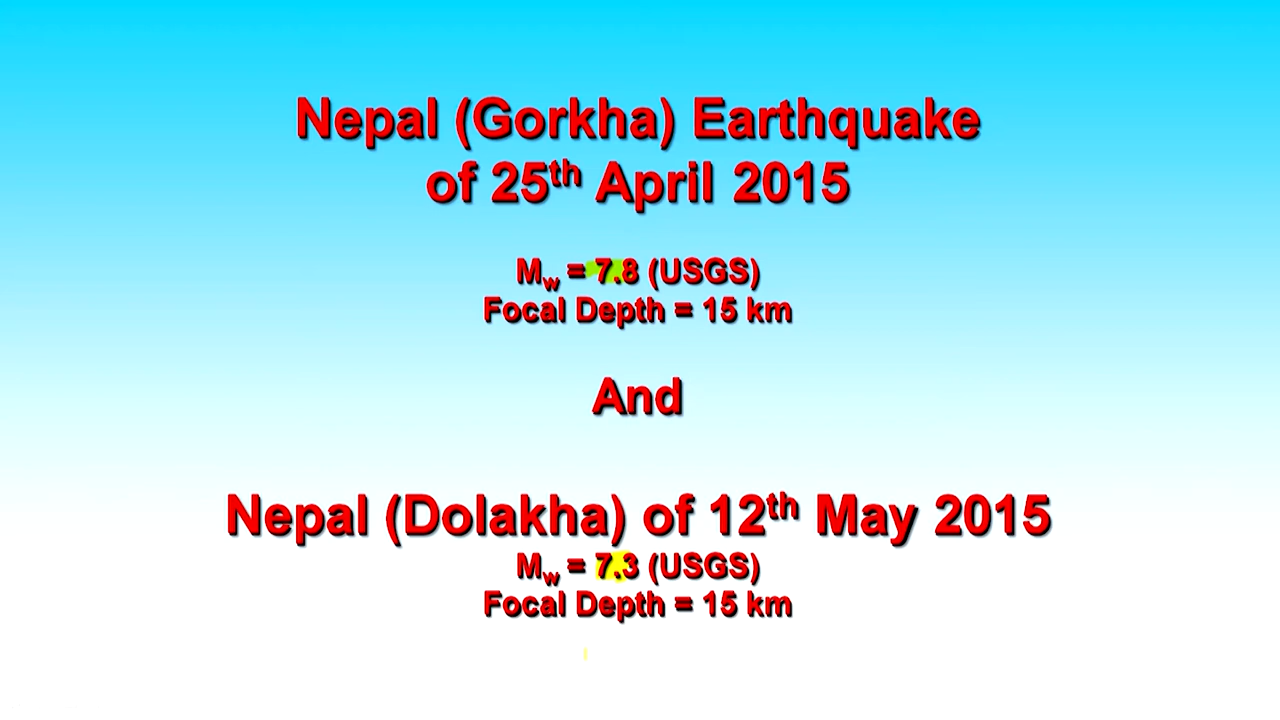 Nepal (Gorkha) Earthquake
of 25th April 2015
Mw = 7.8 (USGS)
Focal Depth = 15 km
And
Nepal (Dolakha) of 12th May 2015
Mw = 7.3 (USGS)
Focal Depth = 15 km